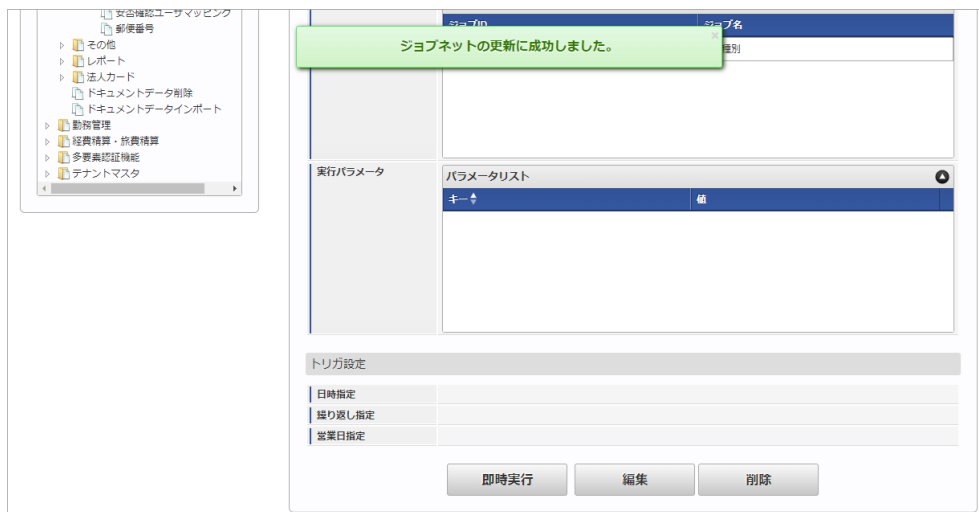 安否確認ユーザマッピング
郵便番号
その他
レポート
法人カード
ドキュメントデータ削除
ドキュメントデータインポート
勤務管理
経費精算・旅費精算
多要素認証機能
テナントマスタ
ジョブID
ジョブ名
ジョブネットの更新に成功しました。
×
種別
実行パラメータ
パラメータリスト
キー
値
トリガ設定
日時指定
繰り返し指定
営業日指定
即時実行
編集
削除